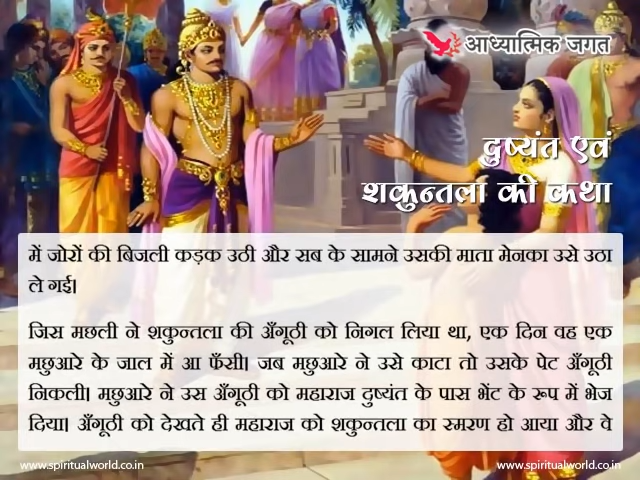 आध्यात्मिक जगत
दुष्यंत एवं
शकुन्तला की कथा
में जोरों की बिजली कड़क उठी और सब के सामने उसकी माता मेनका उसे उठा
ले गई।
जिस मछली ने शकुन्तला की अँगूठी को निगल लिया था, एक दिन वह एक
मछुआरे के जाल में आ फँसी। जब मछुआरे ने उसे काटा तो उसके पेट अँगूठी
निकली। मछुआरे ने उस अँगूठी को महाराज दुष्यंत के पास भेंट के रूप में भेज
दिया। अँगूठी को देखते ही महाराज को शकुन्तला का स्मरण हो आया और वे
www.spiritualworld.co.in www.spiritualworld.co.in